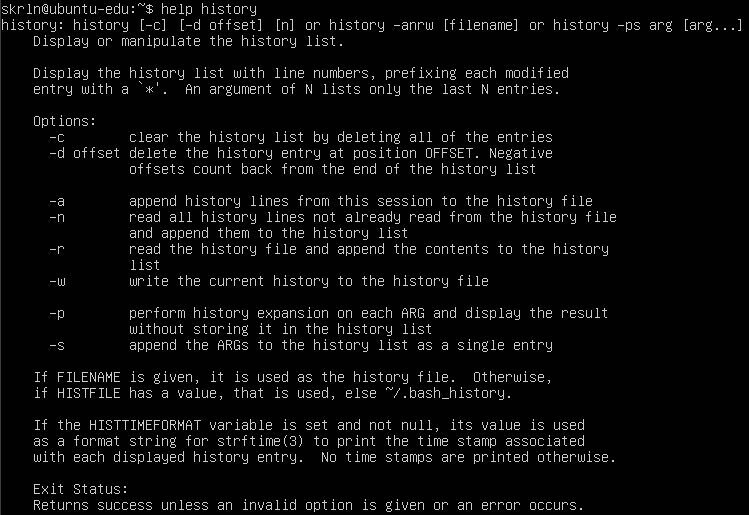 skrln@ubuntu-edu:~$ help history
history: history [-c] [-d offset] [n] or history -anrw [filename] or history -ps arg [arg...]
Display or manipulate the history list.
Display the history list with line numbers, prefixing each modified
entry with a `*'.  An argument of N lists only the last N entries.
Options:
-c        clear the history list by deleting all of the entries
-d offset delete the history entry at position OFFSET. Negative
offsets count back from the end of the history list
-a        append history lines from this session to the history file
-n        read all history lines not already read from the history file
and append them to the history list
-r        read the history file and append the contents to the history
list
-w        write the current history to the history file
-p        perform history expansion on each ARG and display the result
without storing it in the history list
-s        append the ARGs to the history list as a single entry
If FILENAME is given, it is used as the history file.  Otherwise,
if HISTFILE has a value, that is used, else ~/.bash_history.
If the HISTTIMEFORMAT variable is set and not null, its value is used
as a format string for strftime(3) to print the time stamp associated
with each displayed history entry.  No time stamps are printed otherwise.
Exit Status:
Returns success unless an invalid option is given or an error occurs.